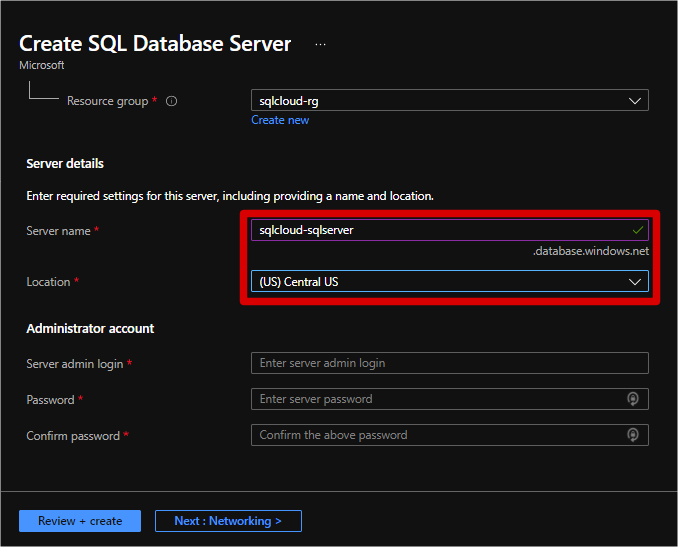 Create SQL Database Server ...
Microsoft
Resource group *
sqlcloud-rg
Create new
Server details
Enter required settings for this server, including providing a name and location.
Server name *
sqlcloud-sqlserver
.database.windows.net
Location *
(US) Central US
Administrator account
Server admin login *
Enter server admin login
Password *
Enter server password
Confirm password *
Confirm the above password
Review + create
Next : Networking >